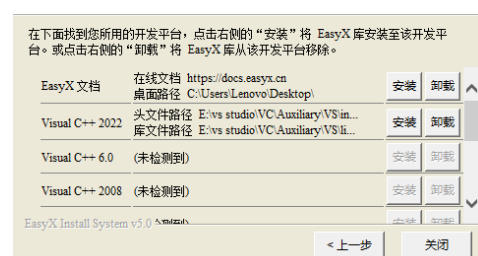 在下面找到您所用的开发平台，点击右侧的“安装”将 EasyX 库安装至该开发平
台。或点击右侧的“卸载”将 EasyX 库从该开发平台移除。
EasyX 文档 在线文档 https://docs.easyx.cn 安装 卸载
桌面路径 C:\Users\Lenovo\Desktop\
Visual C++ 2022 头文件路径 E:\vs studio\VC\Auxiliary\VS\in... 安装 卸载
库文件路径 E:\vs studio\VC\Auxiliary\VS\li...
Visual C++ 6.0 (未检测到) 安装 卸载
Visual C++ 2008 (未检测到) 安装 卸载
EasyX Install System v5.0
< 上一步 关闭